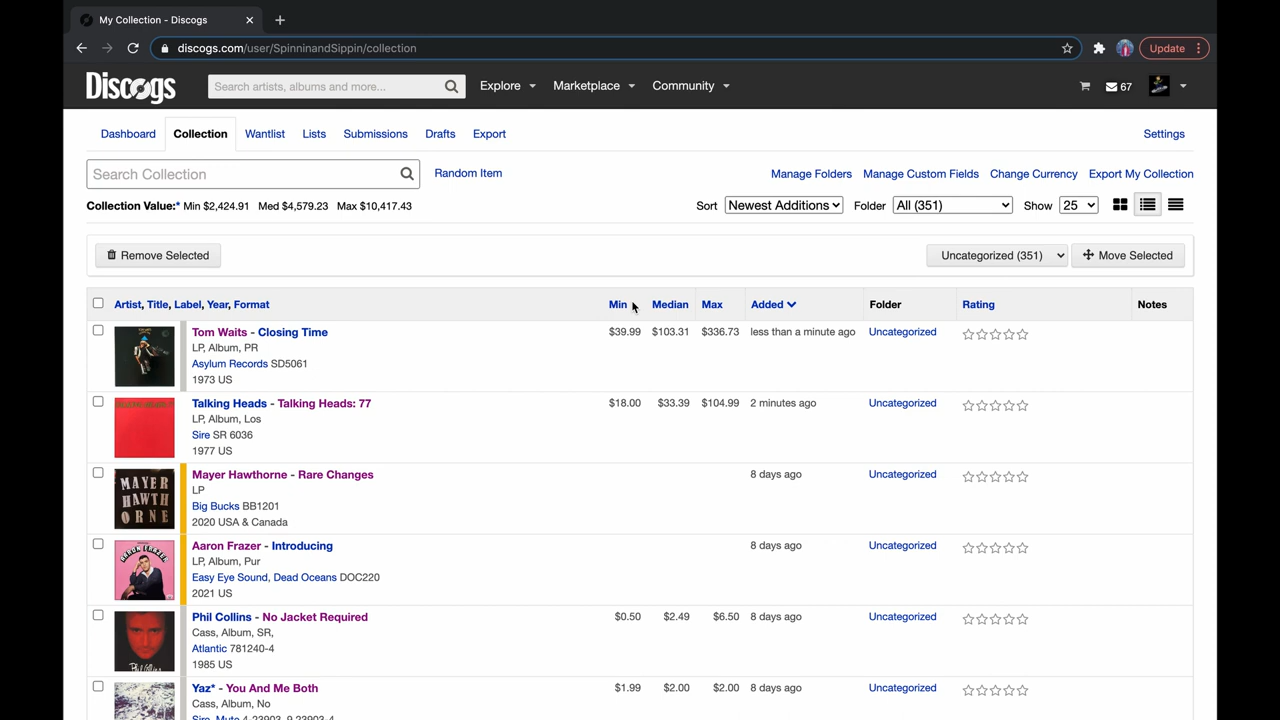 My Collection - Discogs
discogs.com/user/SpinninandSippin/collection
Update
Discogs
Search artists, albums and more...
Explore
Marketplace
Community
67
Dashboard
Collection
Wantlist
Lists
Submissions
Drafts
Export
Settings
Search Collection
Random Item
Manage Folders
Manage Custom Fields
Change Currency
Export My Collection
Collection Value:* Min $2,424.91 Med $4,579.23 Max $10,417.43
Sort Newest Additions Folder All (351) Show 25
Remove Selected
Uncategorized (351)
Move Selected
Artist, Title, Label, Year, Format Min Median Max Added Folder Rating Notes
Tom Waits - Closing Time $39.99 $103.31 $336.73 less than a minute ago Uncategorized
LP, Album, PR
Asylum Records SD5061
1973 US
Talking Heads - Talking Heads: 77 $18.00 $33.39 $104.99 2 minutes ago Uncategorized
LP, Album, Los
Sire SR 6036
1977 US
MAYER
HAWTH
ORNE
Mayer Hawthorne - Rare Changes 8 days ago Uncategorized
LP
Big Bucks BB1201
2020 USA & Canada
AARON FRAZER
Aaron Frazer - Introducing 8 days ago Uncategorized
LP, Album, Pur
Easy Eye Sound, Dead Oceans DOC220
2021 US
Phil Collins - No Jacket Required $0.50 $2.49 $6.50 8 days ago Uncategorized
Cass, Album, SR,
Atlantic 781240-4
1985 US
Yaz* - You And Me Both $1.99 $2.00 $2.00 8 days ago Uncategorized
Cass, Album, No
Sire, Mute 4-23903, 9 23903-4